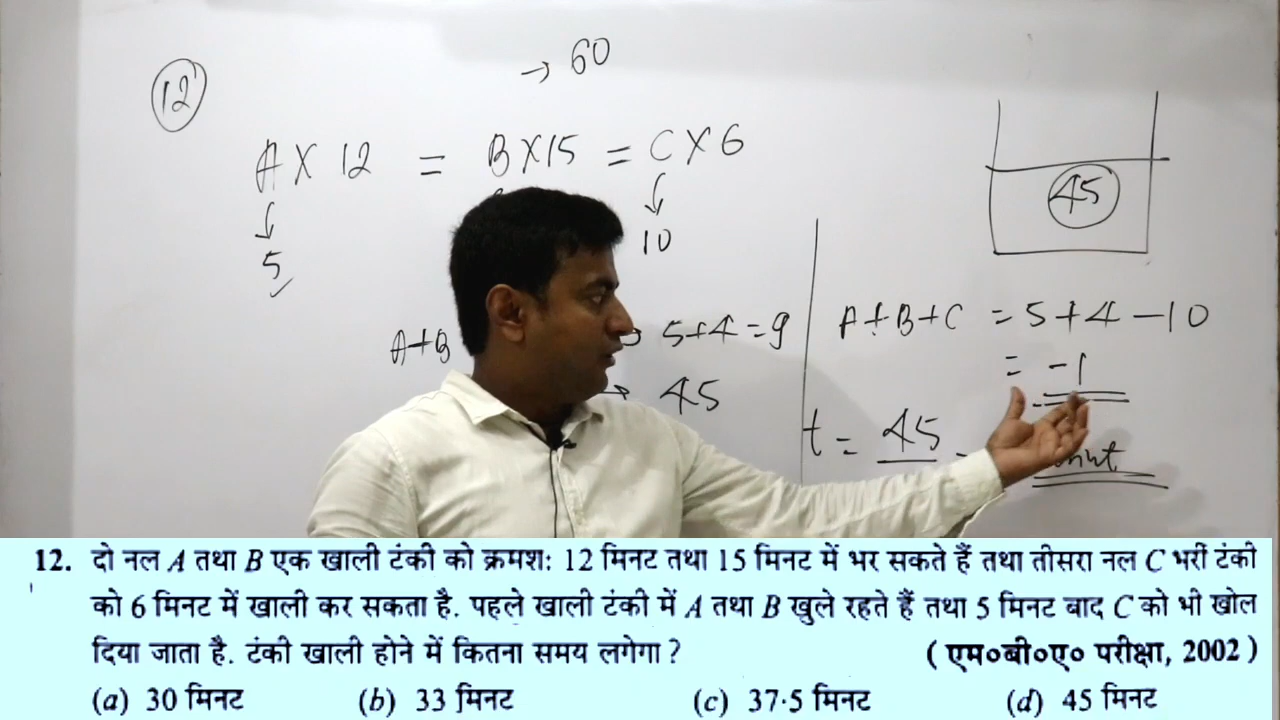 12
→ 60
A X 12 = B X 15 = C X 6
↓ ↓
5 10
A+B → 5+4=9
→ 45
45
A+B+C = 5+4-10
= -1
t = 45 =
12. दो नल A तथा B एक खाली टंकी को क्रमशः 12 मिनट तथा 15 मिनट में भर सकते हैं तथा तीसरा नल C भरी टंकी
को 6 मिनट में खाली कर सकता है. पहले खाली टंकी में A तथा B खुले रहते हैं तथा 5 मिनट बाद C को भी खोल
दिया जाता है. टंकी खाली होने में कितना समय लगेगा ? ( एम०बी०ए० परीक्षा, 2002 )
(a) 30 मिनट (b) 33 मिनट (c) 37·5 मिनट (d) 45 मिनट